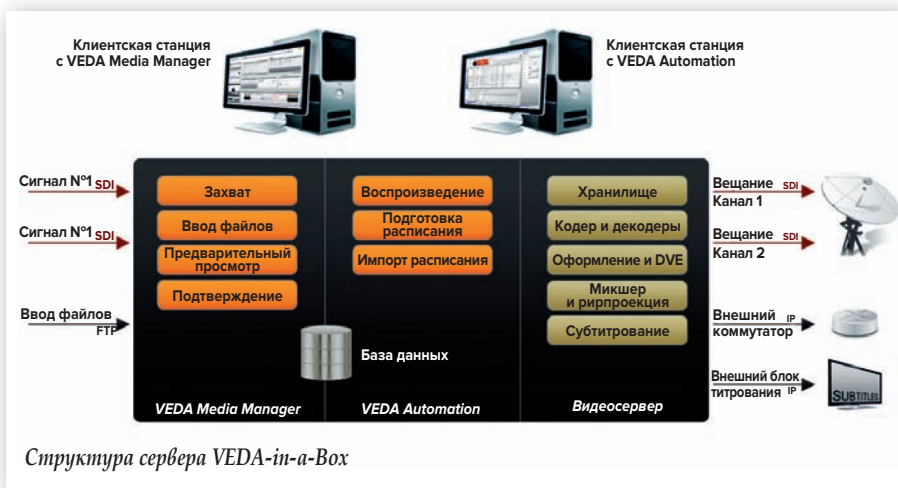 Клиентская станция
с VEDA Media Manager
Клиентская станция
с VEDA Automation
Сигнал №1 SDI
Сигнал №1 SDI
Ввод файлов
FTP
Захват
Ввод файлов
Предварительный
просмотр
Подтверждение
Воспроизведение
Подготовка
расписания
Импорт расписания
База данных
Хранилище
Кодер и декодеры
Оформление и DVE
Микшер
и рирпроекция
Субтитрование
VEDA Media Manager
VEDA Automation
Видеосервер
Вещание SDI
Канал 1
Вещание SDI
Канал 2
Внешний IP
коммутатор
Внешний блок
титрования IP
SUBTITLES
Структура сервера VEDA-in-a-Box